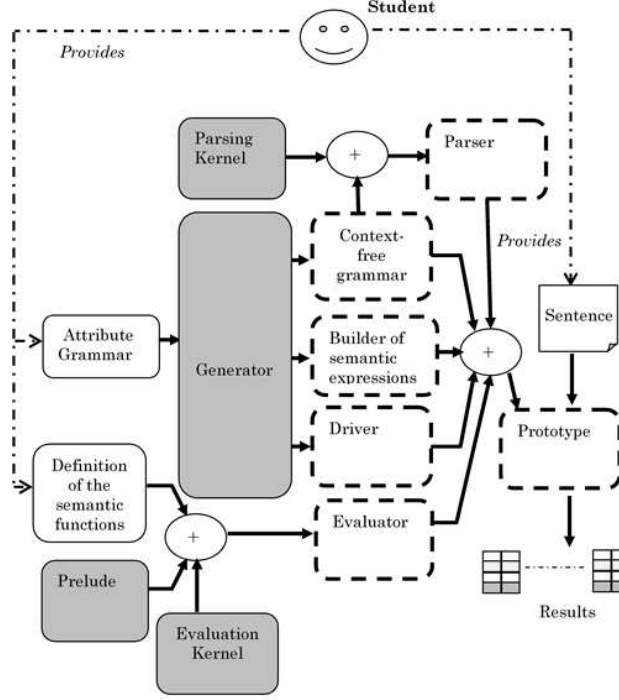 Student
Provides
Parsing
Kernel
+
Parser
Context-
free
grammar
Provides
Attribute
Grammar
Generator
Builder of
semantic
expressions
+
Sentence
Driver
Prototype
Definition
of the
semantic
functions
+
Evaluator
Prelude
Evaluation
Kernel
Results